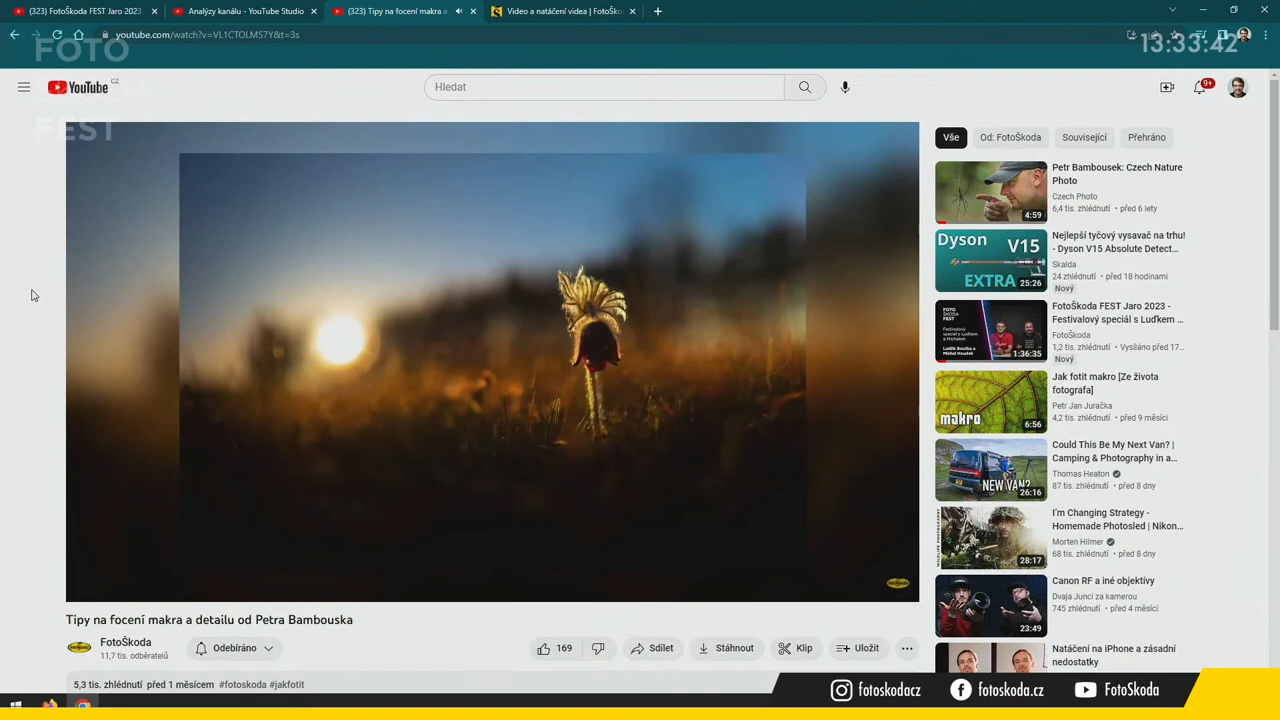 (323) FotoŠkoda FEST Jaro 2023
Analýzy kanálu - YouTube Studio
(323) Tipy na focení makra a
Video a natáčení videa | FotoŠk
youtube.com/watch?v=VL1CTOLMS7Y&t=3s
13:33:42
FOTO
FEST
YouTube CZ
Hledat
9+
Vše
Od: FotoŠkoda
Související
Přehráno
Petr Bambousek: Czech Nature
Photo
Czech Photo
6,4 tis. zhlédnutí • před 6 lety
4:59
Dyson V15
EXTRA
25:26
Nejlepší tyčový vysavač na trhu!
- Dyson V15 Absolute Detect...
Skalda
24 zhlédnutí • před 18 hodinami
Nový
FOTO
ŠKODA
FEST
Festivalový
speciál s Luďkem
a Michalem
1:36:35
FotoŠkoda FEST Jaro 2023 -
Festivalový speciál s Luďkem ...
FotoŠkoda
1,2 tis. zhlédnutí • Vysíláno před 17...
Nový
makro
6:56
Jak fotit makro [Ze života
fotografa]
Petr Jan Juračka
4,2 tis. zhlédnutí • před 9 měsíci
NEW VAN?
26:16
Could This Be My Next Van? |
Camping & Photography in a...
Thomas Heaton
87 tis. zhlédnutí • před 8 dny
28:17
I'm Changing Strategy -
Homemade Photosled | Nikon...
Morten Hilmer
68 tis. zhlédnutí • před 8 dny
23:49
Canon RF a iné objektívy
Dvaja Junci za kamerou
745 zhlédnutí • před 4 měsíci
Natáčení na iPhone a zásadní
nedostatky
Tipy na focení makra a detailu od Petra Bambouska
FotoŠkoda
11,7 tis. odběratelů
Odebíráno
169
Sdílet
Stáhnout
Klip
Uložit
5,3 tis. zhlédnutí před 1 měsícem #fotoskoda #jakfotit
fotoskodacz
fotoskoda.cz
FotoSkoda